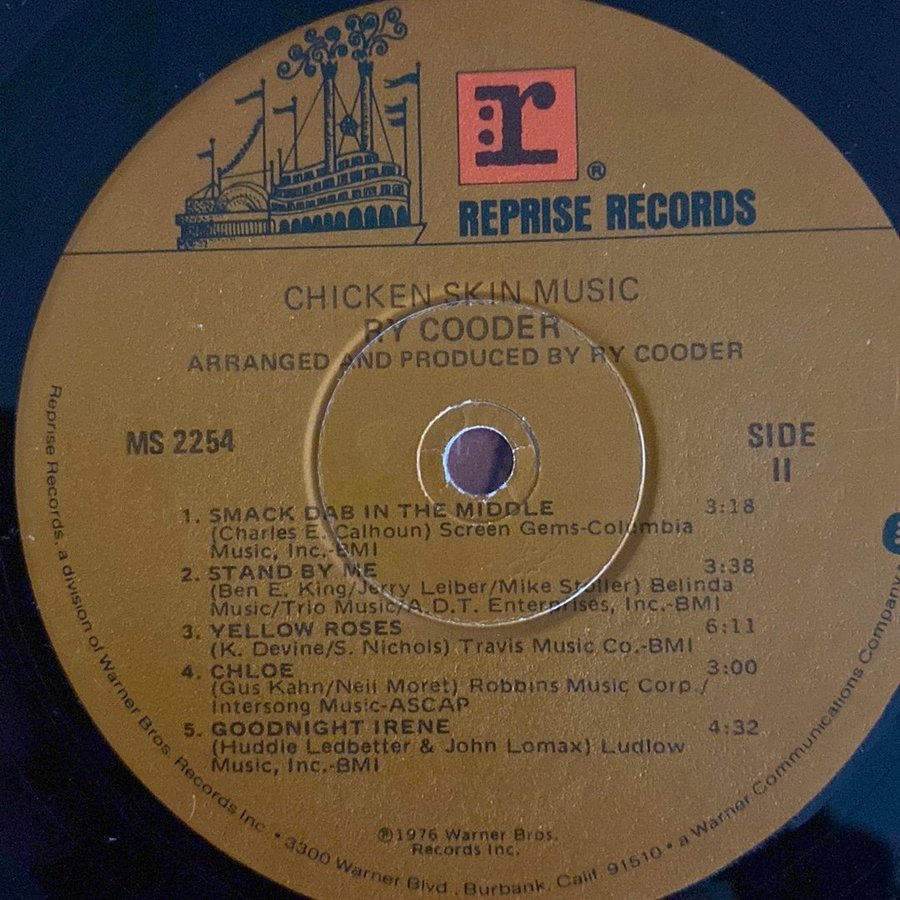 r
®
REPRISE RECORDS
CHICKEN SKIN MUSIC
RY COODER
ARRANGED AND PRODUCED BY RY COODER
MS 2254
SIDE
II
1. SMACK DAB IN THE MIDDLE 3:18
(Charles E. Calhoun) Screen Gems-Columbia
Music, Inc.-BMI
2. STAND BY ME 3:38
(Ben E. King/Jerry Leiber/Mike Stoller) Belinda
Music/Trio Music/A.D.T. Enterprises, Inc.-BMI
3. YELLOW ROSES 6:11
(K. Devine/S. Nichols) Travis Music Co.-BMI
4. CHLOE 3:00
(Gus Kahn/Neil Moret) Robbins Music Corp./
Intersong Music-ASCAP
5. GOODNIGHT IRENE 4:32
(Huddie Ledbetter & John Lomax) Ludlow
Music, Inc.-BMI
℗1976 Warner Bros.
Records Inc.
Reprise Records, a division of Warner Bros. Records Inc. • 3300 Warner Blvd., Burbank, Calif. 91510 • a Warner Communications Company